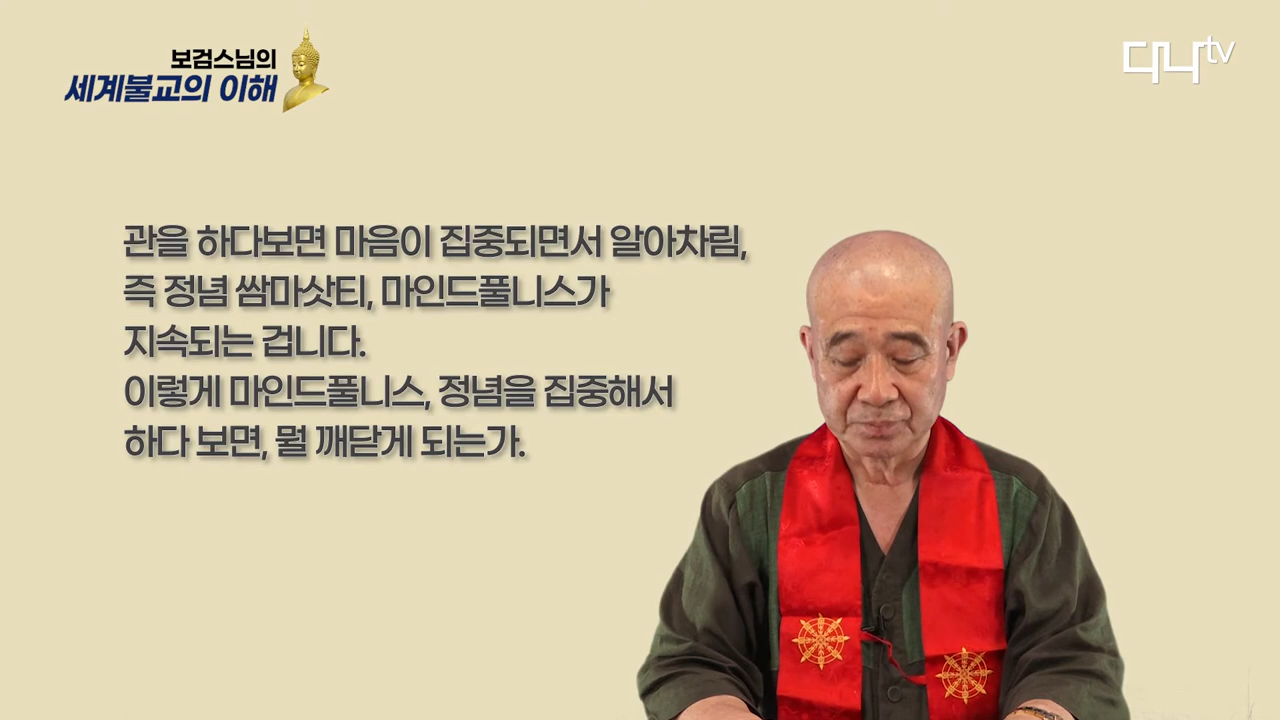 보검스님의
세계불교의 이해
다나tv
관을 하다보면 마음이 집중되면서 알아차림,
즉 정념 쌈마삿티, 마인드풀니스가
지속되는 겁니다.
이렇게 마인드풀니스, 정념을 집중해서
하다 보면, 뭘 깨닫게 되는가.